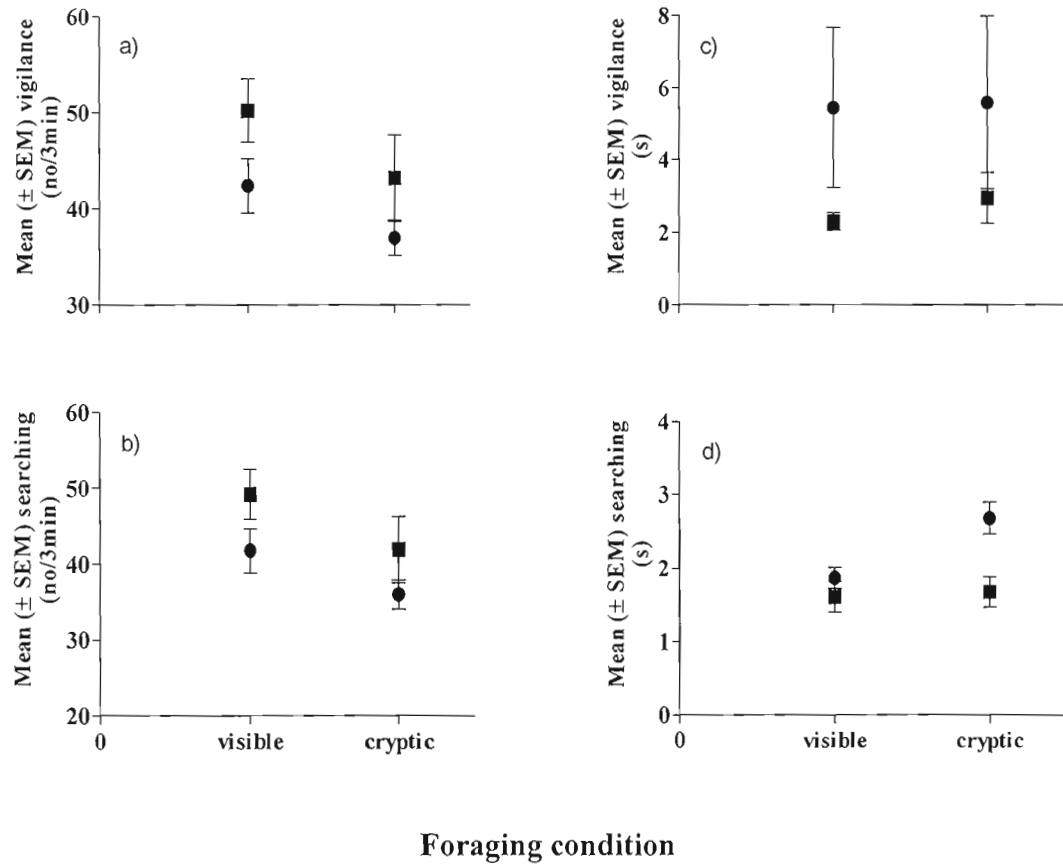 a)
Mean (± SEM) vigilance
(no/3min)
60
50
40
30
c)
Mean (± SEM) vigilance
(s)
8
6
4
2
0
b)
Mean (± SEM) searching
(no/3min)
60
50
40
30
20
0
visible
cryptic
d)
Mean (± SEM) searching
(s)
4
3
2
1
0
0
visible
cryptic
Foraging condition